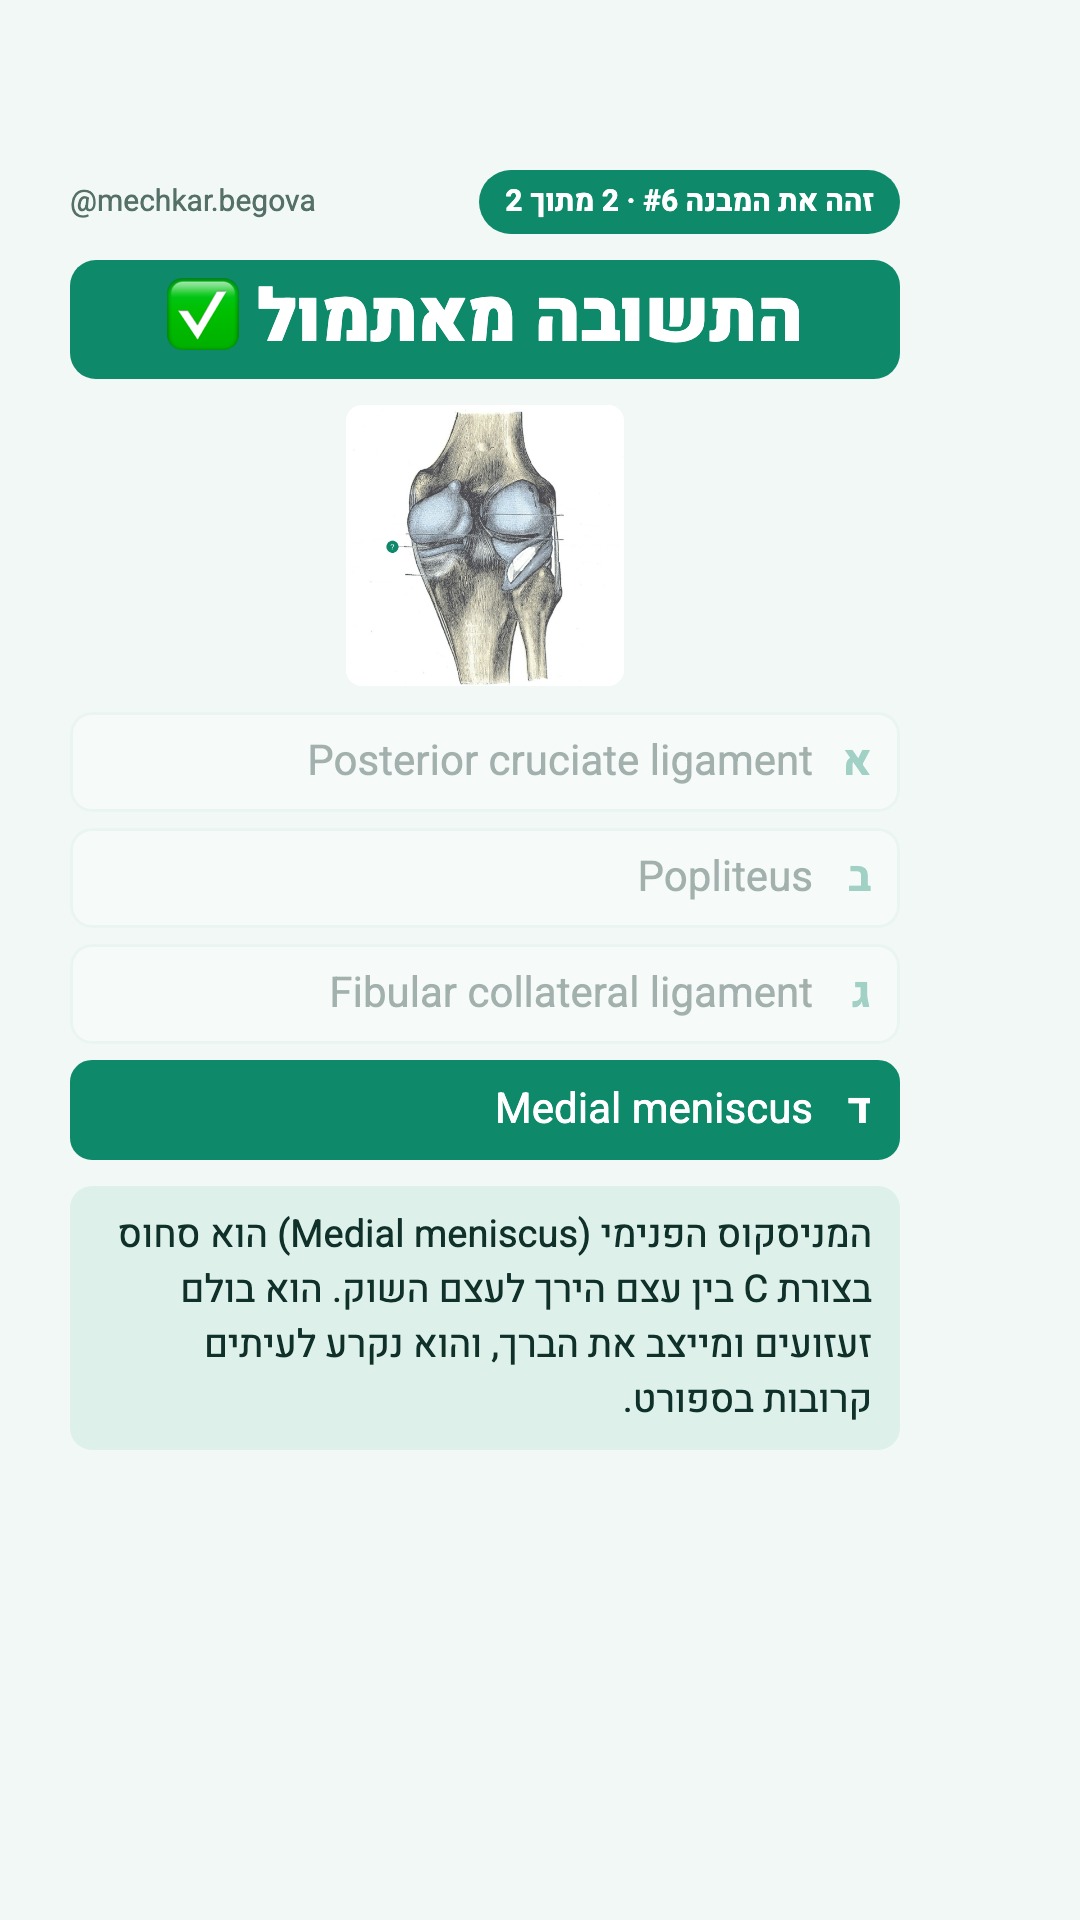 זהה את המבנה #6 · 2 מתוך 2
@mechkar.begova
התשובה מאתמול ✅
?
א Posterior cruciate ligament
ב Popliteus
ג Fibular collateral ligament
ד Medial meniscus
המניסקוס הפנימי (Medial meniscus) הוא סחוס
בצורת C בין עצם הירך לעצם השוק. הוא בולם
זעזועים ומייצב את הברך, והוא נקרע לעיתים
קרובות בספורט.